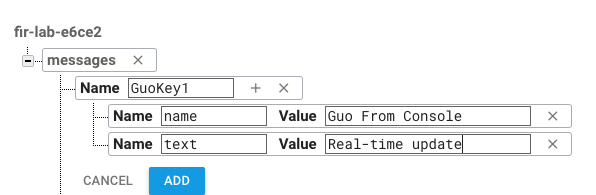 fir-lab-e6ce2
messages ×
Name GuoKey1 + ×
Name name Value Guo From Console ×
Name text Value Real-time update ×
CANCEL ADD